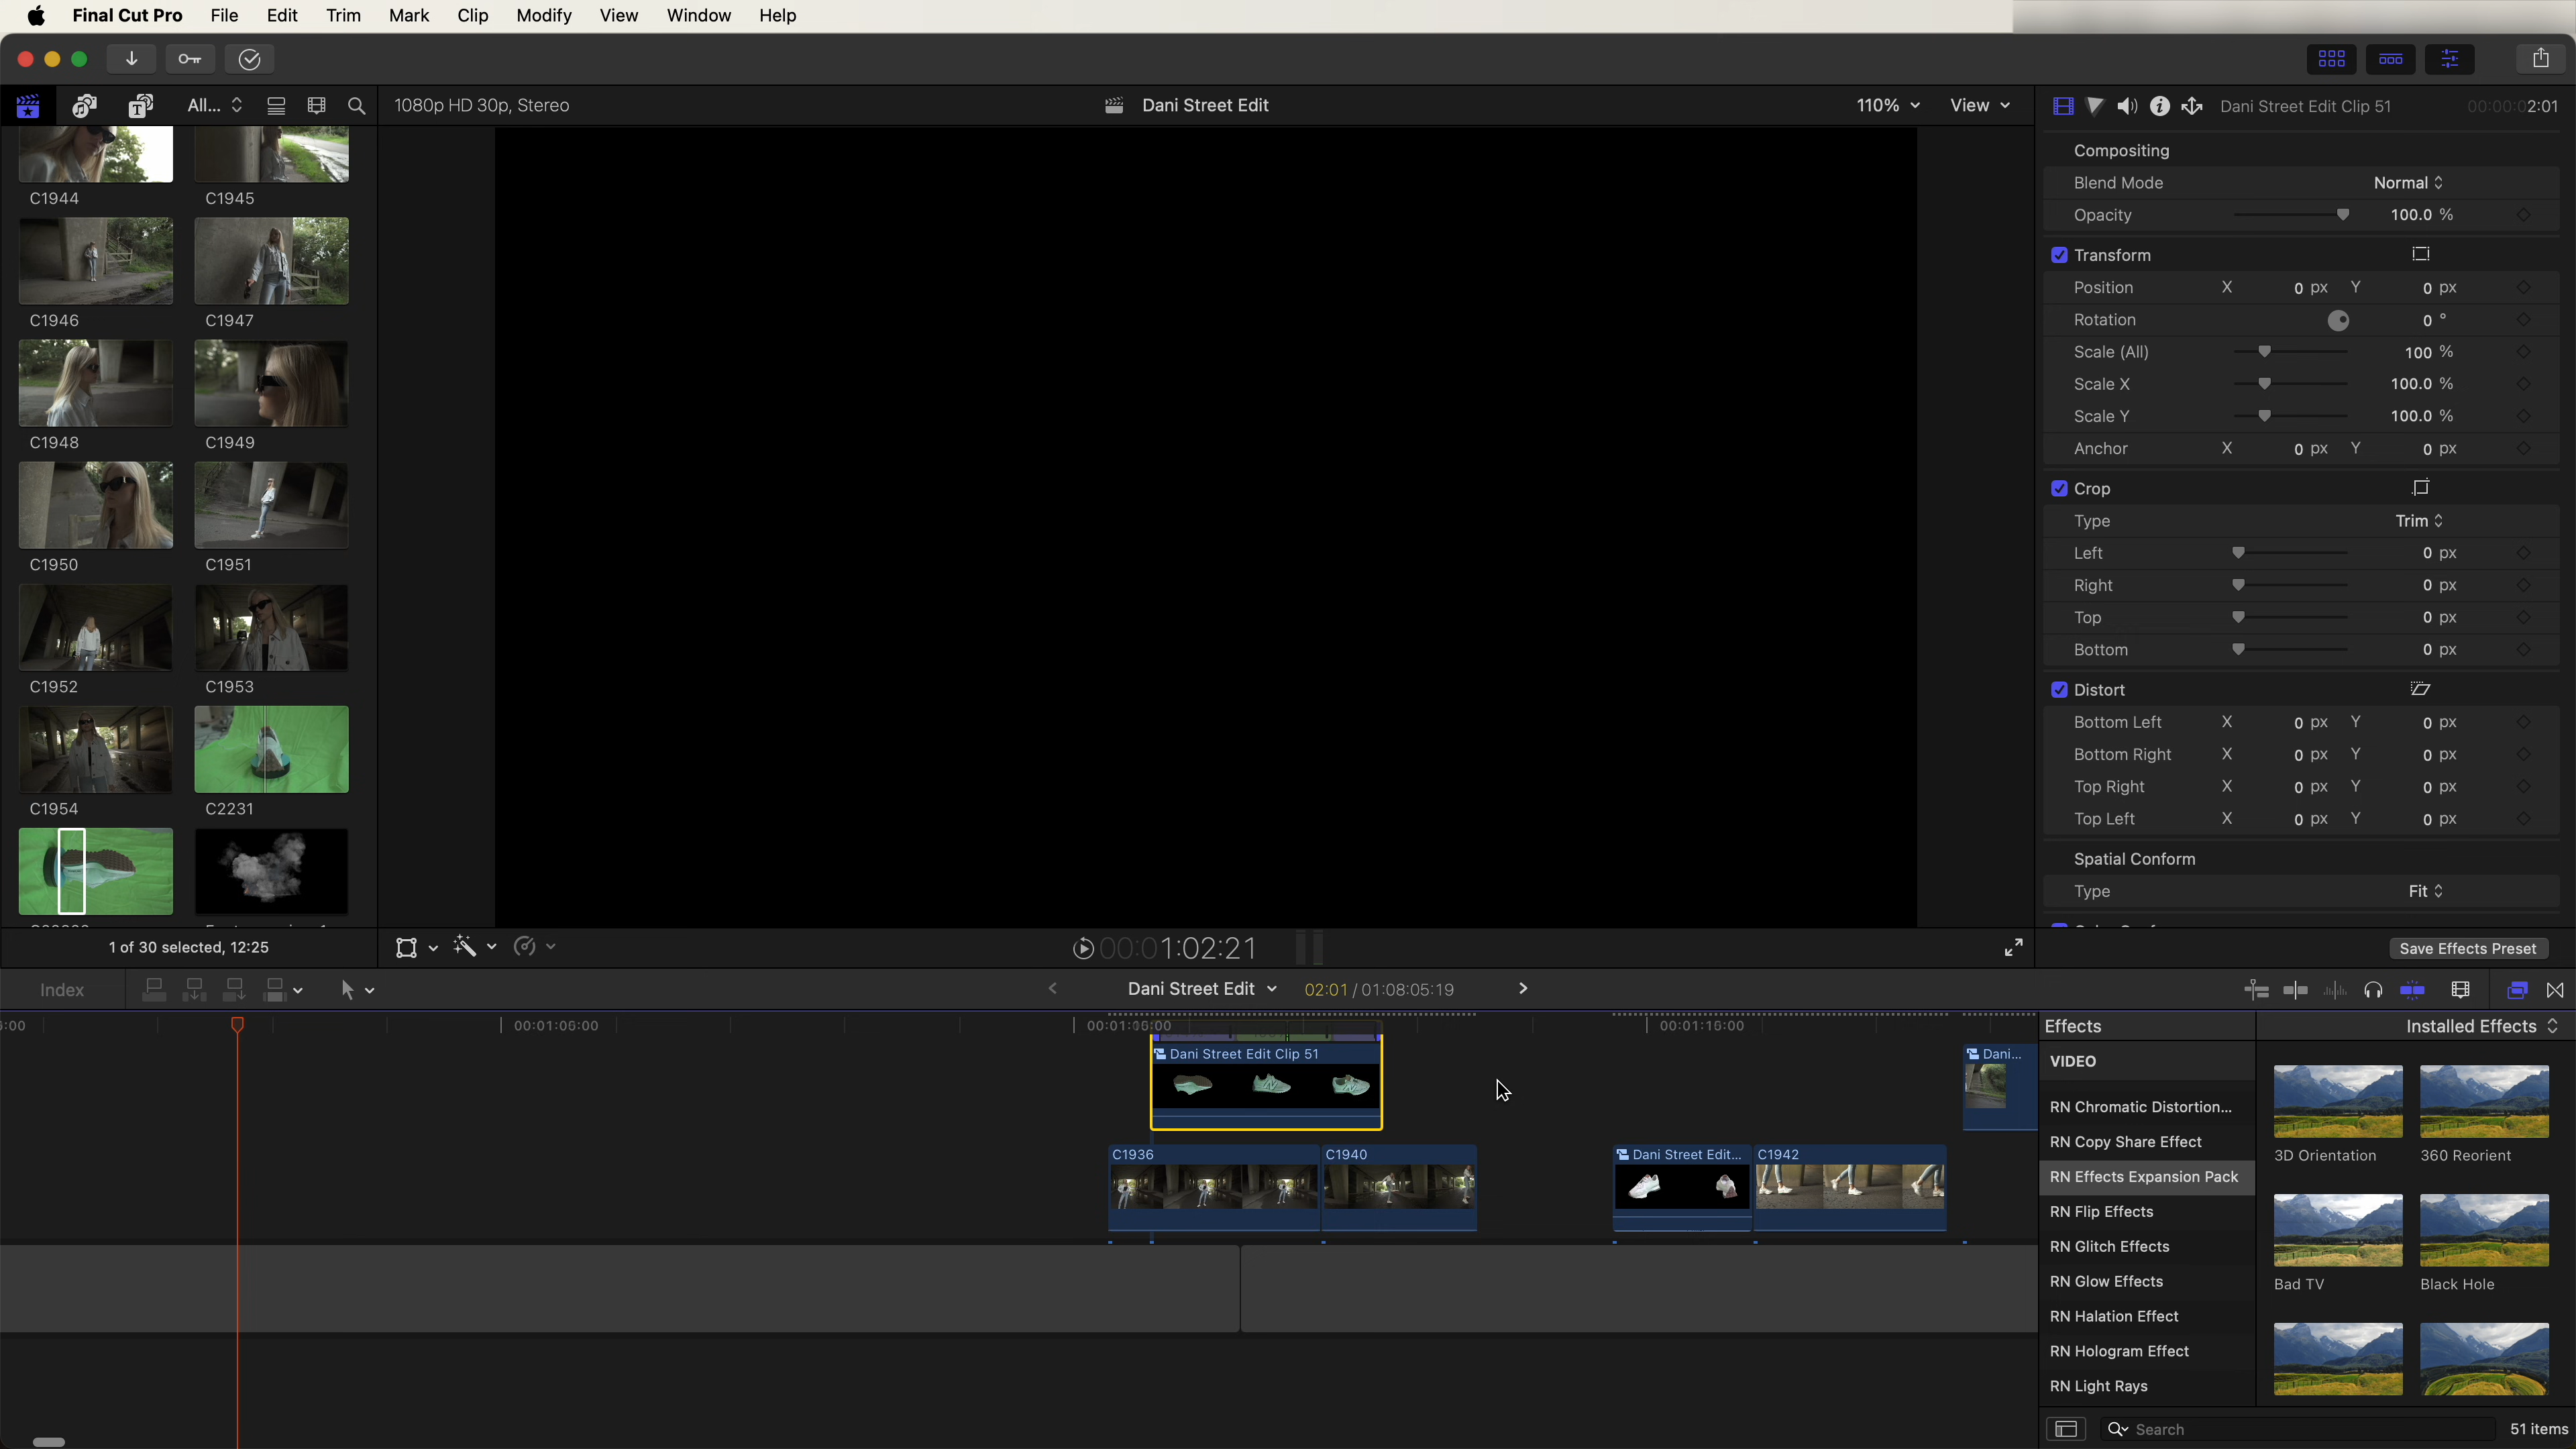 Final Cut Pro File Edit Trim Mark Clip Modify View Window Help
All...
1080p HD 30p, Stereo
Dani Street Edit
110%
View
Dani Street Edit Clip 51
00:00:02:01
C1944
C1945
C1946
C1947
C1948
C1949
C1950
C1951
C1952
C1953
C1954
C2231
1 of 30 selected, 12:25
Compositing
Blend Mode Normal
Opacity 100.0 %
Transform
Position X 0 px Y 0 px
Rotation 0 °
Scale (All) 100 %
Scale X 100.0 %
Scale Y 100.0 %
Anchor X 0 px Y 0 px
Crop
Type Trim
Left 0 px
Right 0 px
Top 0 px
Bottom 0 px
Distort
Bottom Left X 0 px Y 0 px
Bottom Right X 0 px Y 0 px
Top Right X 0 px Y 0 px
Top Left X 0 px Y 0 px
Spatial Conform
Type Fit
00:01:02:21
Save Effects Preset
Index
Dani Street Edit
02:01 / 01:08:05:19
:00
00:01:06:00
00:01:16:00
Dani Street Edit Clip 51
Dani...
C1936
C1940
Dani Street Edit...
C1942
Effects
Installed Effects
VIDEO
RN Chromatic Distortion...
RN Copy Share Effect
RN Effects Expansion Pack
RN Flip Effects
RN Glitch Effects
RN Glow Effects
RN Halation Effect
RN Hologram Effect
RN Light Rays
3D Orientation
360 Reorient
Bad TV
Black Hole
Search
51 items